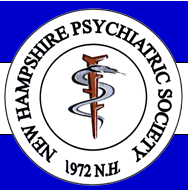 NEW HAMPSHIRE PSYCHIATRIC SOCIETY
1972 N.H.